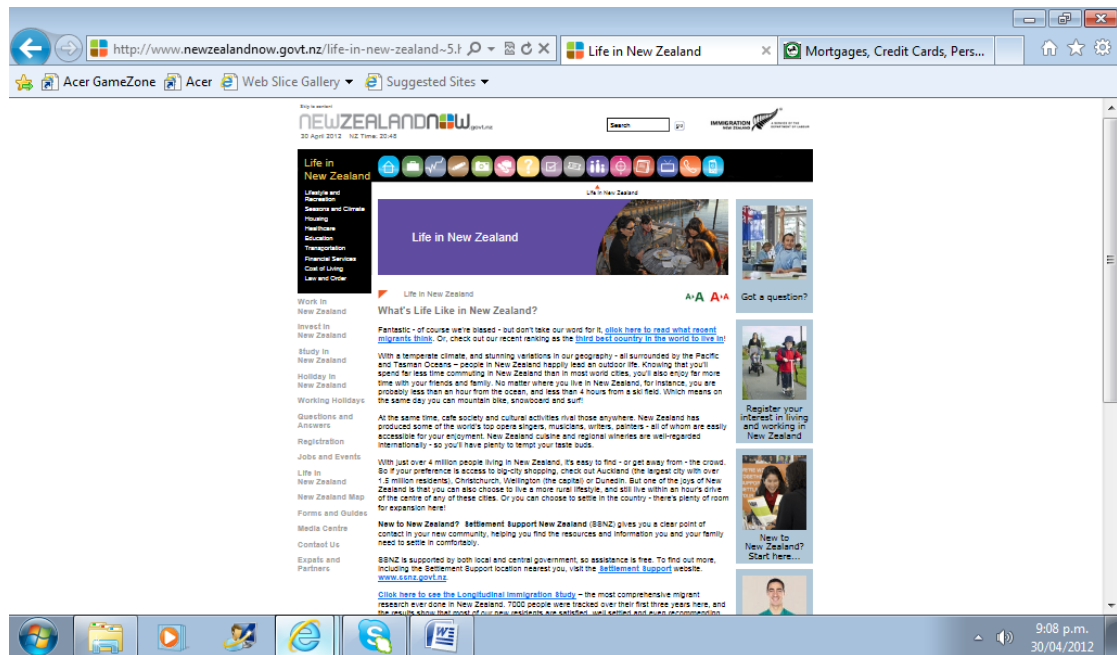 http://www.newzealandnow.govt.nz/life-in-new-zealand~5.h
Life in New Zealand
Mortgages, Credit Cards, Pers...
Acer GameZone
Acer
Web Slice Gallery
Suggested Sites
Skip to content
NEWZEALANDNOW.govt.nz
30 April 2012 NZ Time: 20:48
Search
go
IMMIGRATION
NEW ZEALAND
A SERVICE OF THE
DEPARTMENT OF LABOUR
Life in
New Zealand
Lifestyle and
Recreation
Seasons and Climate
Housing
Healthcare
Education
Transportation
Financial Services
Cost of Living
Law and Order
Work in
New Zealand
Invest in
New Zealand
Study in
New Zealand
Holiday in
New Zealand
Working Holidays
Questions and
Answers
Registration
Jobs and Events
Life in
New Zealand
New Zealand Map
Forms and Guides
Media Centre
Contact Us
Expats and
Partners
Life in New Zealand
Life in New Zealand
Life in New Zealand
A▸A A▸A
What's Life Like in New Zealand?
Fantastic - of course we're biased - but don't take our word for it, click here to read what recent
migrants think. Or, check out our recent ranking as the third best country in the world to live in!
With a temperate climate, and stunning variations in our geography - all surrounded by the Pacific
and Tasman Oceans – people in New Zealand happily lead an outdoor life. Knowing that you'll
spend far less time commuting in New Zealand than in most world cities, you'll also enjoy far more
time with your friends and family. No matter where you live in New Zealand, for instance, you are
probably less than an hour from the ocean, and less than 4 hours from a ski field. Which means on
the same day you can mountain bike, snowboard and surf!
At the same time, cafe society and cultural activities rival those anywhere. New Zealand has
produced some of the world's top opera singers, musicians, writers, painters - all of whom are easily
accessible for your enjoyment. New Zealand cuisine and regional wineries are well-regarded
internationally - so you'll have plenty to tempt your taste buds.
With just over 4 million people living in New Zealand, it's easy to find - or get away from - the crowd.
So if your preference is access to big-city shopping, check out Auckland (the largest city with over
1.5 million residents), Christchurch, Wellington (the capital) or Dunedin. But one of the joys of New
Zealand is that you can also choose to live a more rural lifestyle, and still live within an hour's drive
of the centre of any of these cities. Or you can choose to settle in the country - there's plenty of room
for expansion here!
New to New Zealand? Settlement Support New Zealand (SSNZ) gives you a clear point of
contact in your new community, helping you find the resources and information you and your family
need to settle in comfortably.
SSNZ is supported by both local and central government, so assistance is free. To find out more,
including the Settlement Support location nearest you, visit the Settlement Support website.
www.ssnz.govt.nz.
Click here to see the Longitudinal Immigration Study – the most comprehensive migrant
research ever done in New Zealand. 7000 people were tracked over their first three years here, and
the results show that most of our new residents are satisfied, well settled and even recommending
Got a question?
Register your
interest in living
and working in
New Zealand
New to
New Zealand?
Start here...
9:08 p.m.
30/04/2012